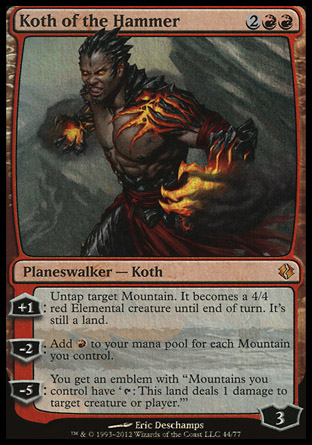 Koth of the Hammer 2
Planeswalker — Koth
Untap target Mountain. It becomes a 4/4
+1: red Elemental creature until end of turn. It's
still a land.
-2: Add to your mana pool for each Mountain
you control.
You get an emblem with "Mountains you
-5: control have ': This land deals 1 damage to
target creature or player.'"
Eric Deschamps
™ & © 1993–2012 Wizards of the Coast LLC 44/77
3